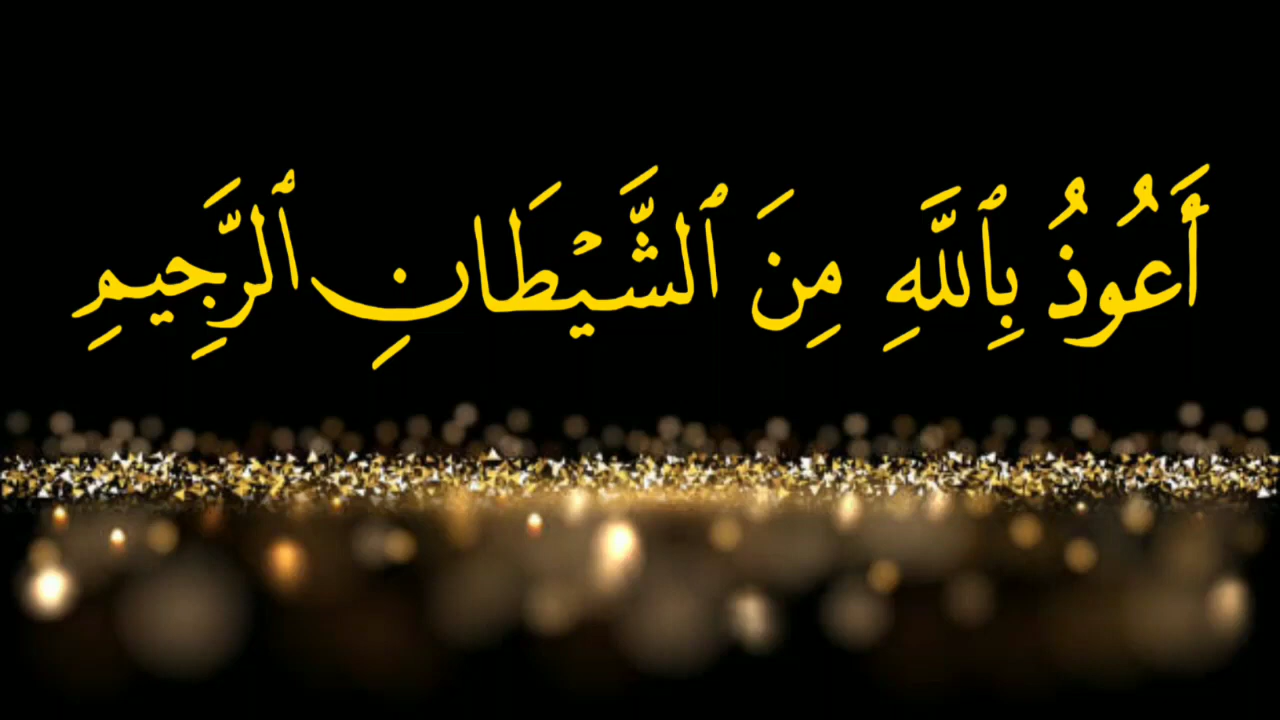 أَعُوذُ بِٱللَّهِ مِنَ ٱلشَّيْطَانِ ٱلرَّجِيمِ